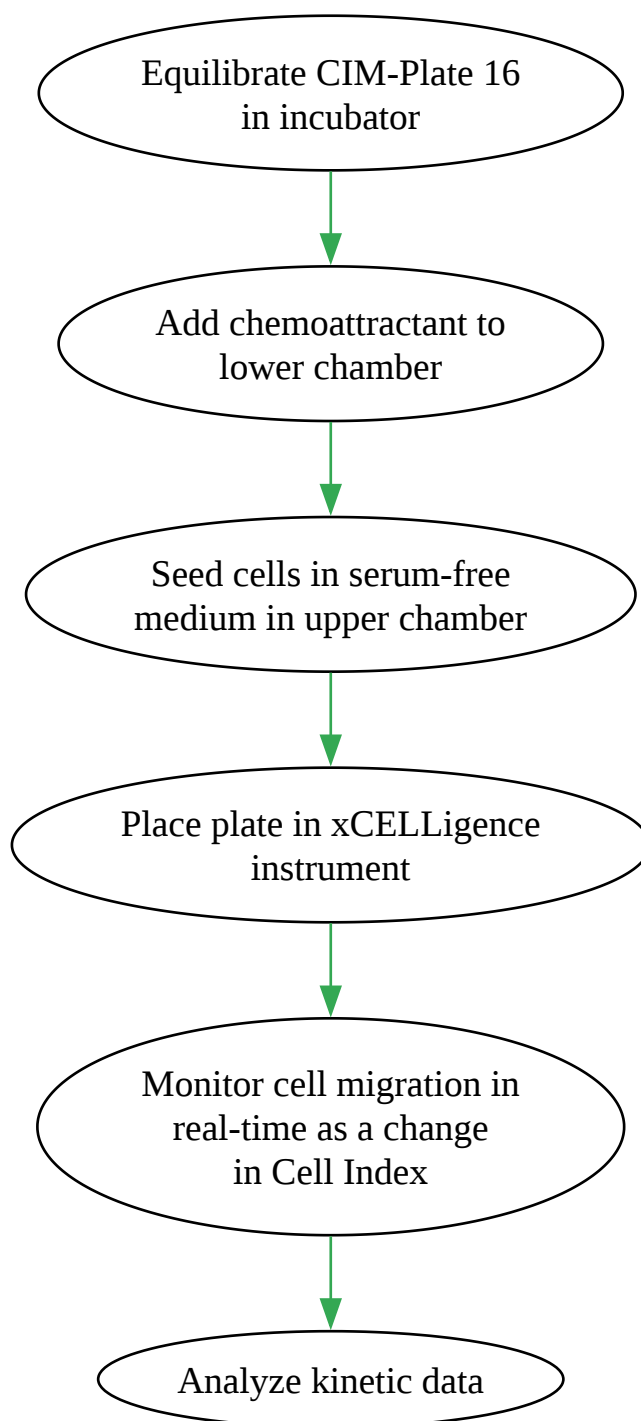 Equilibrate CIM-Plate 16
in incubator
Add chemoattractant to
lower chamber
Seed cells in serum-free
medium in upper chamber
Place plate in xCELLigence
instrument
Monitor cell migration in
real-time as a change
in Cell Index
Analyze kinetic data